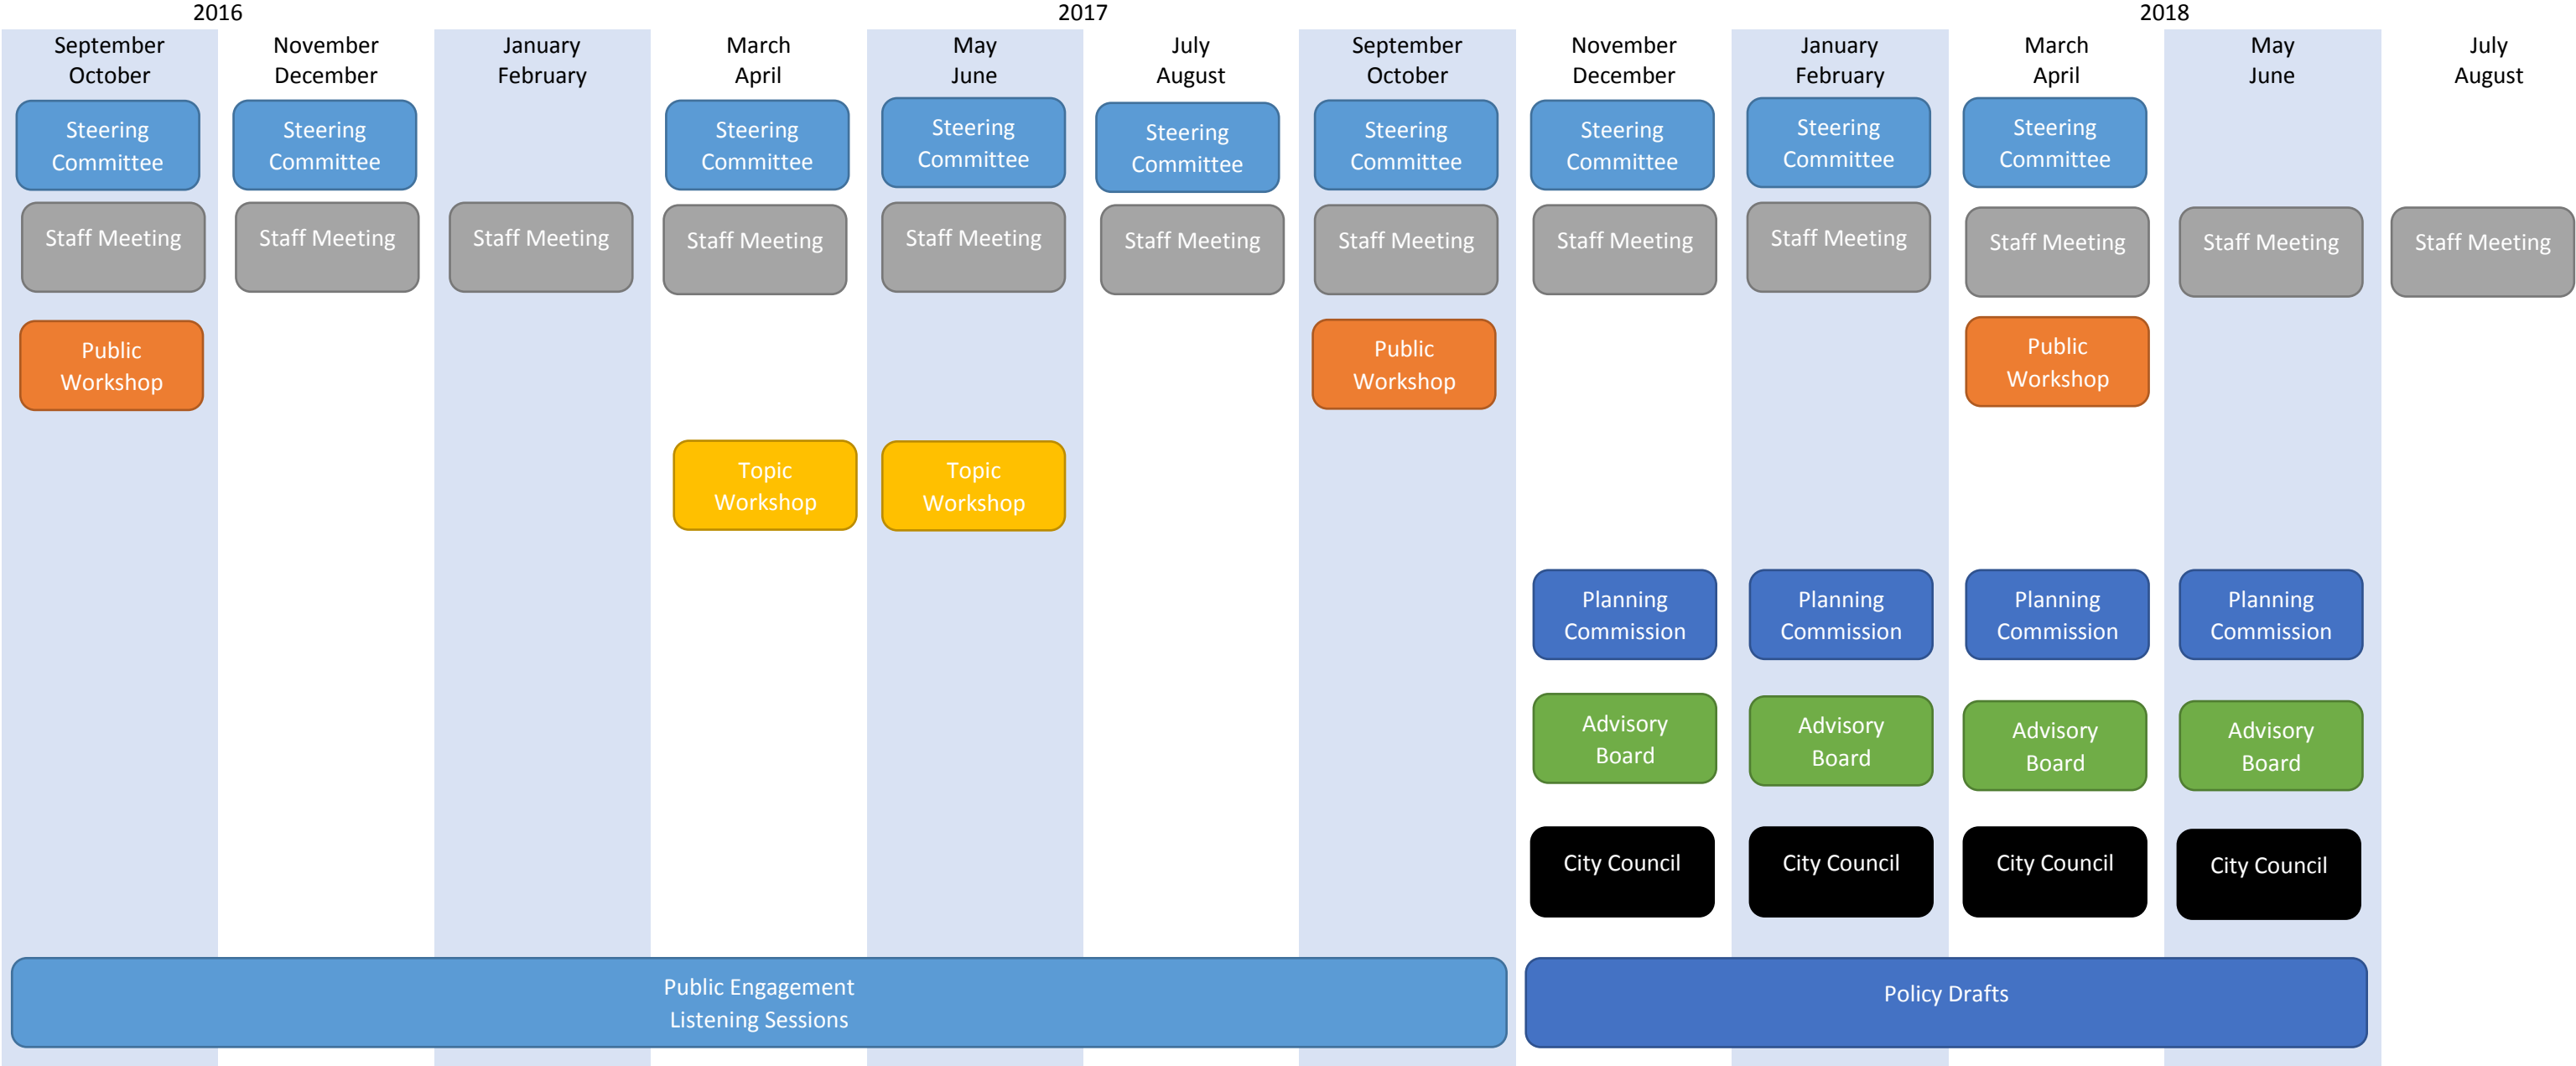 2016
2017
2018
September
October
November
December
January
February
March
April
May
June
July
August
September
October
November
December
January
February
March
April
May
June
July
August
Steering
Committee
Steering
Committee
Steering
Committee
Steering
Committee
Steering
Committee
Steering
Committee
Steering
Committee
Steering
Committee
Steering
Committee
Staff Meeting
Staff Meeting
Staff Meeting
Staff Meeting
Staff Meeting
Staff Meeting
Staff Meeting
Staff Meeting
Staff Meeting
Staff Meeting
Staff Meeting
Staff Meeting
Public
Workshop
Public
Workshop
Public
Workshop
Topic
Workshop
Topic
Workshop
Planning
Commission
Planning
Commission
Planning
Commission
Planning
Commission
Advisory
Board
Advisory
Board
Advisory
Board
Advisory
Board
City Council
City Council
City Council
City Council
Public Engagement
Listening Sessions
Policy Drafts